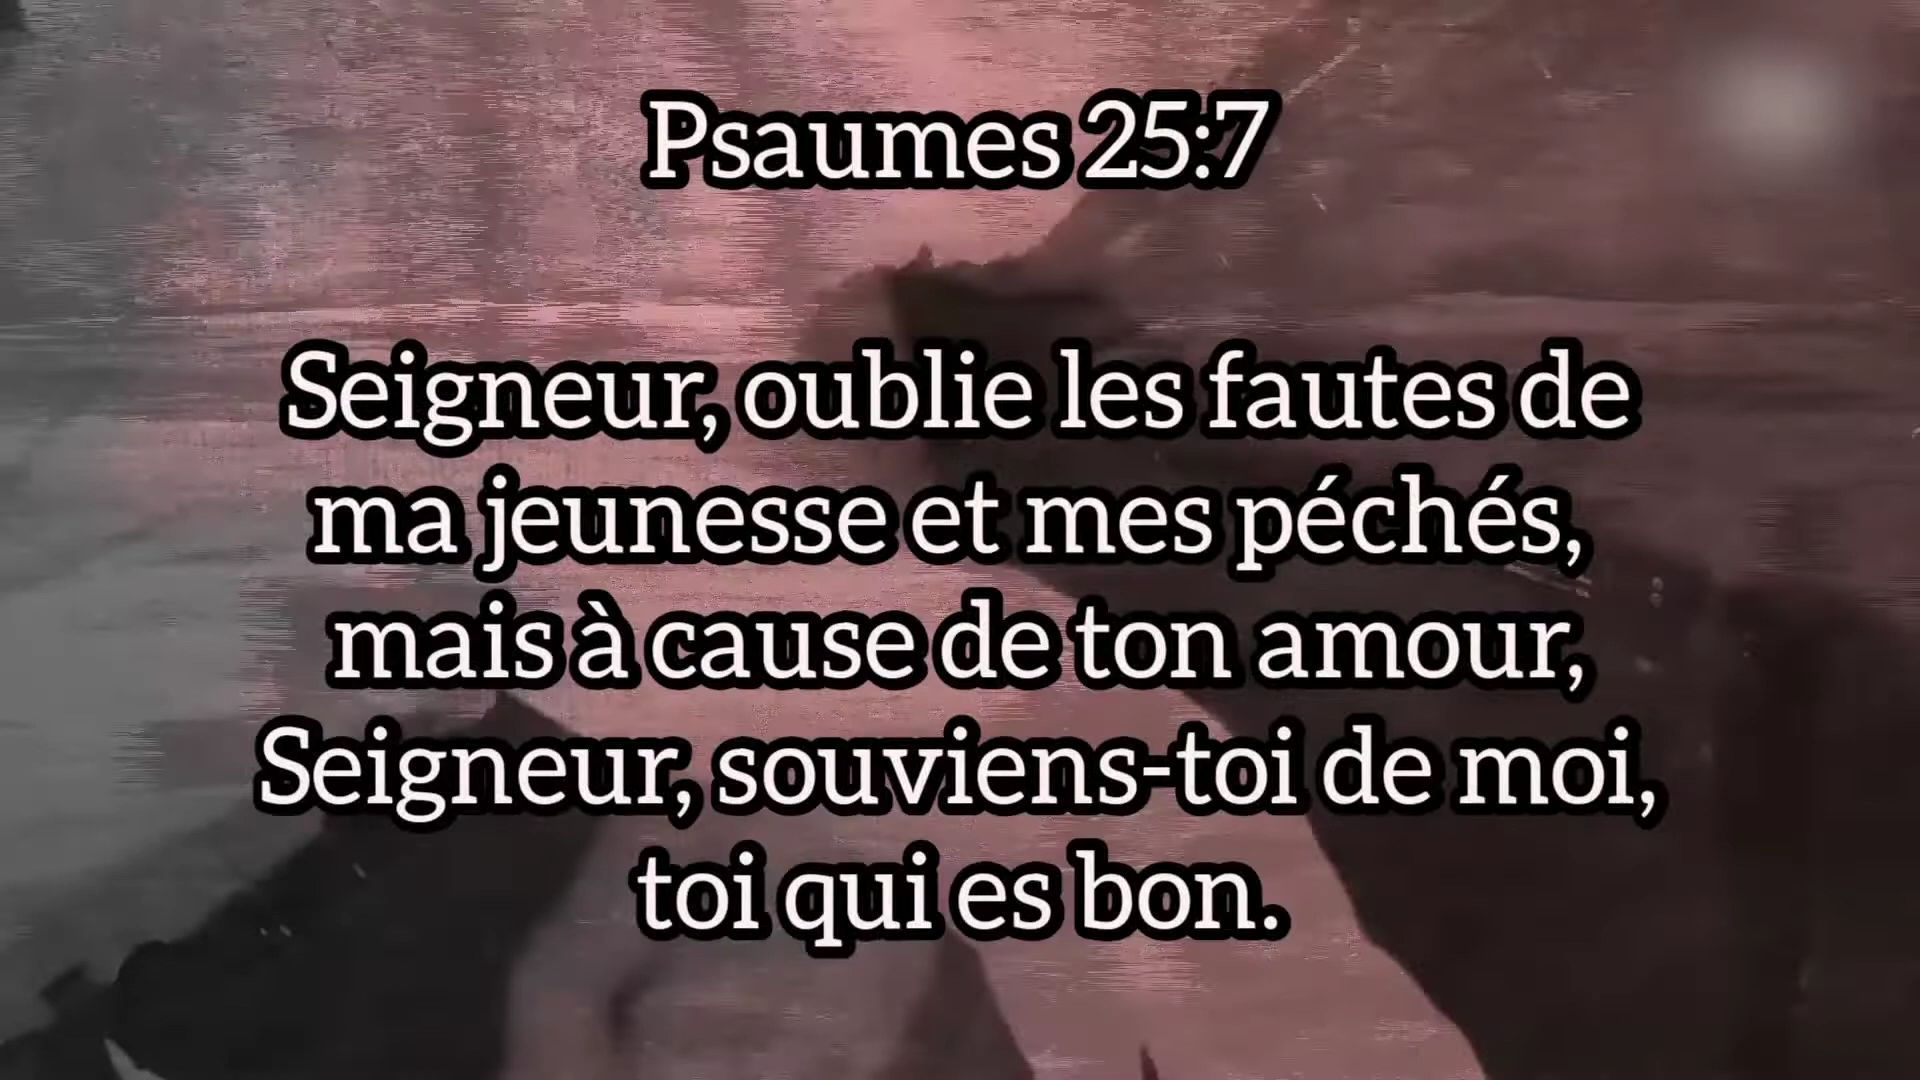 Psaumes 25:7
Seigneur, oublie les fautes de
ma jeunesse et mes péchés,
mais à cause de ton amour,
Seigneur, souviens-toi de moi,
toi qui es bon.